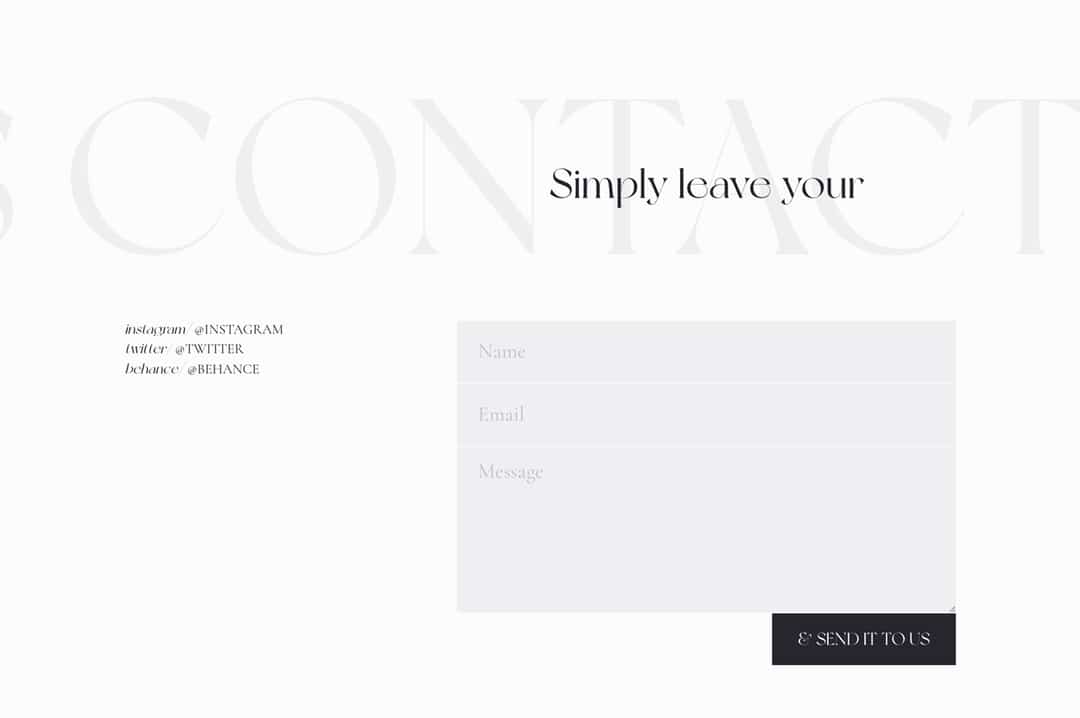 S CONTACT
Simply leave your
instagram/ @INSTAGRAM
twitter/ @TWITTER
behance/ @BEHANCE
Name
Email
Message
& SEND IT TO US